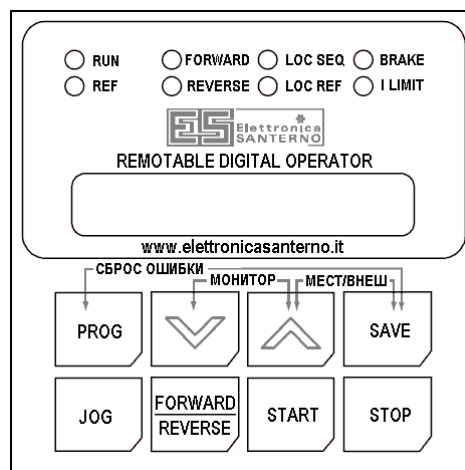 RUN FORWARD LOC SEQ BRAKE
REF REVERSE LOC REF I LIMIT
ES Elettronica
SANTERNO
REMOTABLE DIGITAL OPERATOR
www.elettronicasanterno.it
СБРОС ОШИБКИ
МОНИТОР МЕСТ/ВНЕШ
PROG SAVE
JOG FORWARD START STOP
REVERSE